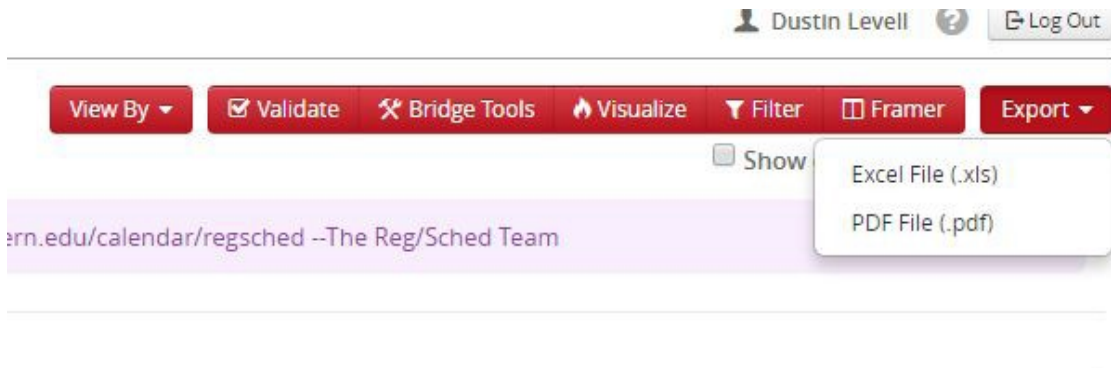 Dustin Levell Log Out
View By Validate Bridge Tools Visualize Filter Framer Export
Show
Excel File (.xls)
PDF File (.pdf)
ern.edu/calendar/regsched --The Reg/Sched Team